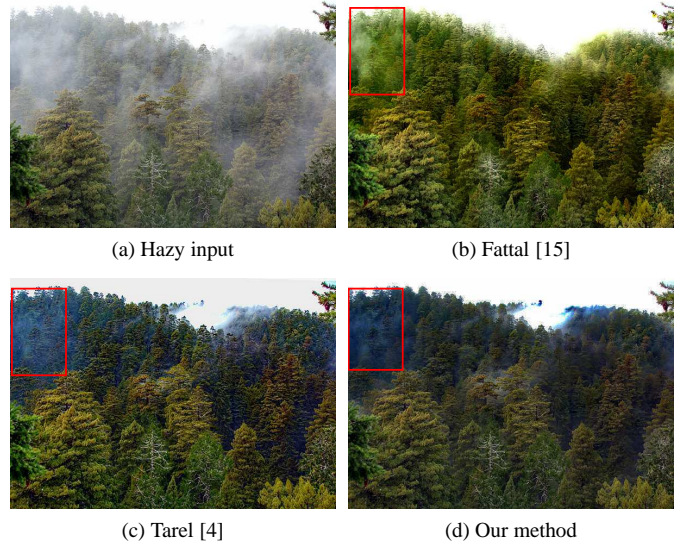 (a) Hazy input
(b) Fattal [15]
(c) Tarel [4]
(d) Our method